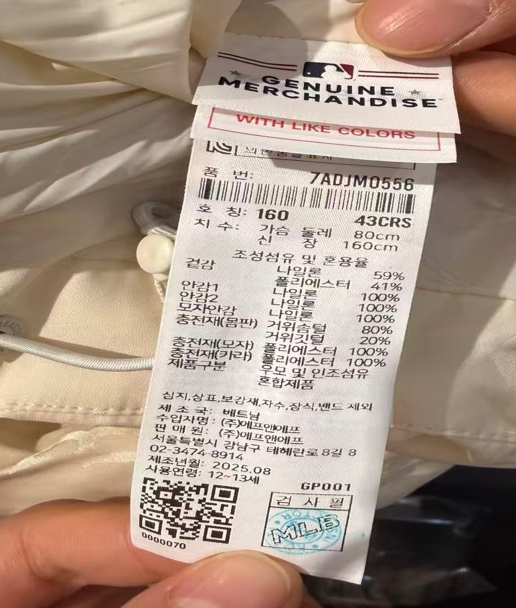 GENUINE
MERCHANDISE
WITH LIKE COLORS
품 번: 7ADJM0556
호 칭: 160 43CRS
치 수: 가슴 둘레 80cm
신 장 160cm
조성섬유 및 혼용율
겉감 나일론 59%
폴리에스터 41%
안감1 나일론 100%
안감2 나일론 100%
모자안감 나일론 100%
충전재(몸판) 거위솜털 80%
거위깃털 20%
충전재(모자) 폴리에스터 100%
충전재(카라) 폴리에스터 100%
제품구분 우모 및 인조섬유
혼합제품
심지,상표,보강재,자수,장식,밴드 제외
제 조 국: 베트남
수입자명: (주)에프앤에프
판 매 원: (주)에프앤에프
서울특별시 강남구 테헤란로 8길 8
02-3474-8914
제조년월: 2025.08
사용연령: 12~13세
GP001
검 사 필
MLB
0000070